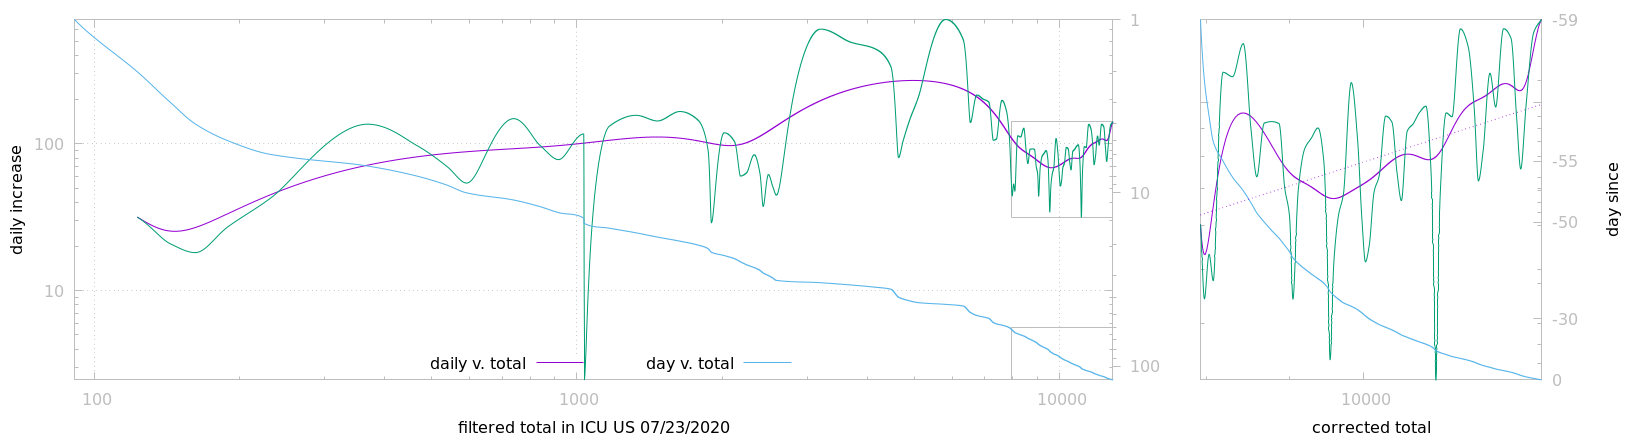 daily increase
100
10
daily v. total
day v. total
100
1000
10000
filtered total in ICU US 07/23/2020
1
10
100
10000
corrected total
-59
-55
-50
-30
0
day since